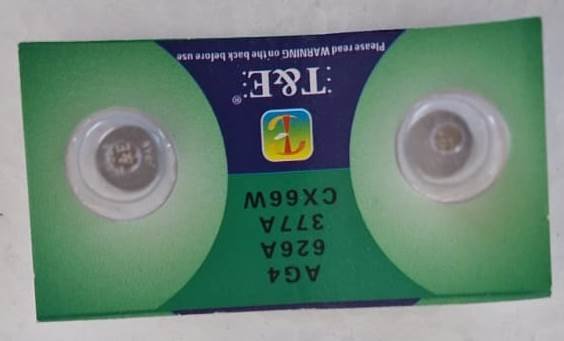 AG4
626A
377A
CX66W
T&E®
Please read WARNING on the back before use